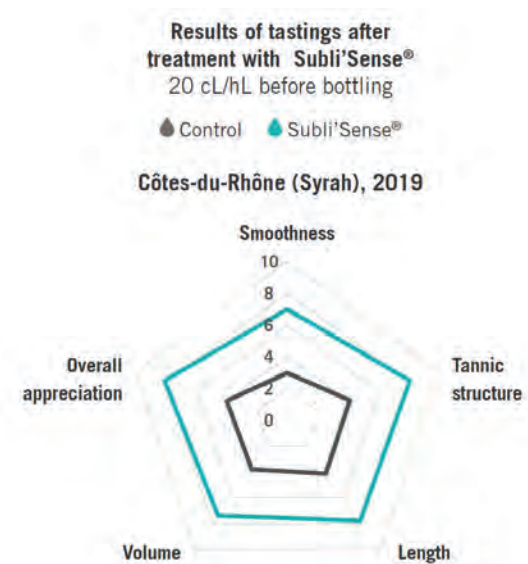 Results of tastings after
treatment with Subli'Sense®
20 cL/hL before bottling
Control Subli'Sense®
Côtes-du-Rhône (Syrah), 2019
Smoothness
10
8
6
4
2
0
Overall
appreciation
Tannic
structure
Volume
Length